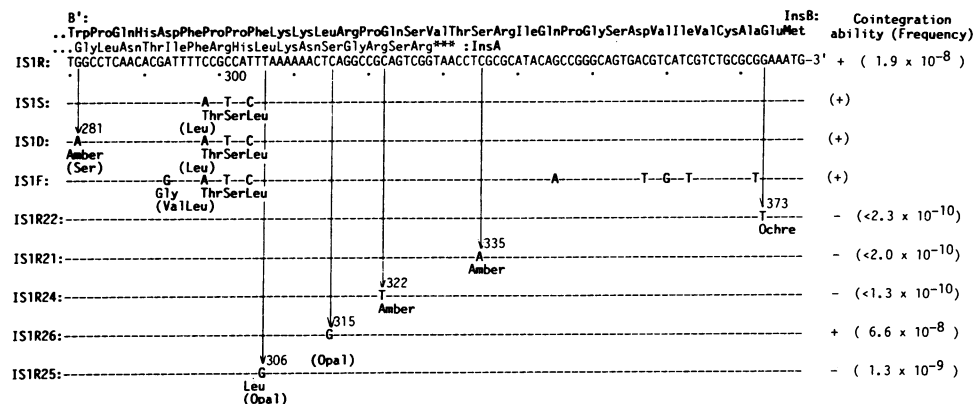 B': InsB: Cointegration
..TrpProGlnHisAspPheProProPheLysLysLeuArgProGlnSerValThrSerArgIleGlnProGlySerAspValIleValCysAlaGluMet ability (Frequency)
...GlyLeuAsnThrIlePheArgHisLeuLysAsnSerGlyArgSerArg*** :InsA
IS1R: TGGCCTCAACACGATTTTCCGCCATTTAAAAAACTCAGGCCGCAGTCGGTAACCTCGCGCATACAGCCGGGCAGTGACGTCATCGTCTGCGCGGAAATG-3' + ( 1.9 x 10-8)
300
IS1S: A-T-C (+)
ThrSerLeu
(Leu)
281
IS1D: A A-T-C (+)
Amber ThrSerLeu
(Ser) (Leu)
IS1F: G A-T-C A T-G-T T (+)
Gly ThrSerLeu
(ValLeu)
373
IS1R22: T - (<2.3 x 10-10)
Ochre
335
IS1R21: A - (<2.0 x 10-10)
Amber
322
IS1R24: T - (<1.3 x 10-10)
Amber
315
IS1R26: G + ( 6.6 x 10-8)
(Opal)
306
IS1R25: G - ( 1.3 x 10-9)
Leu
(Opal)